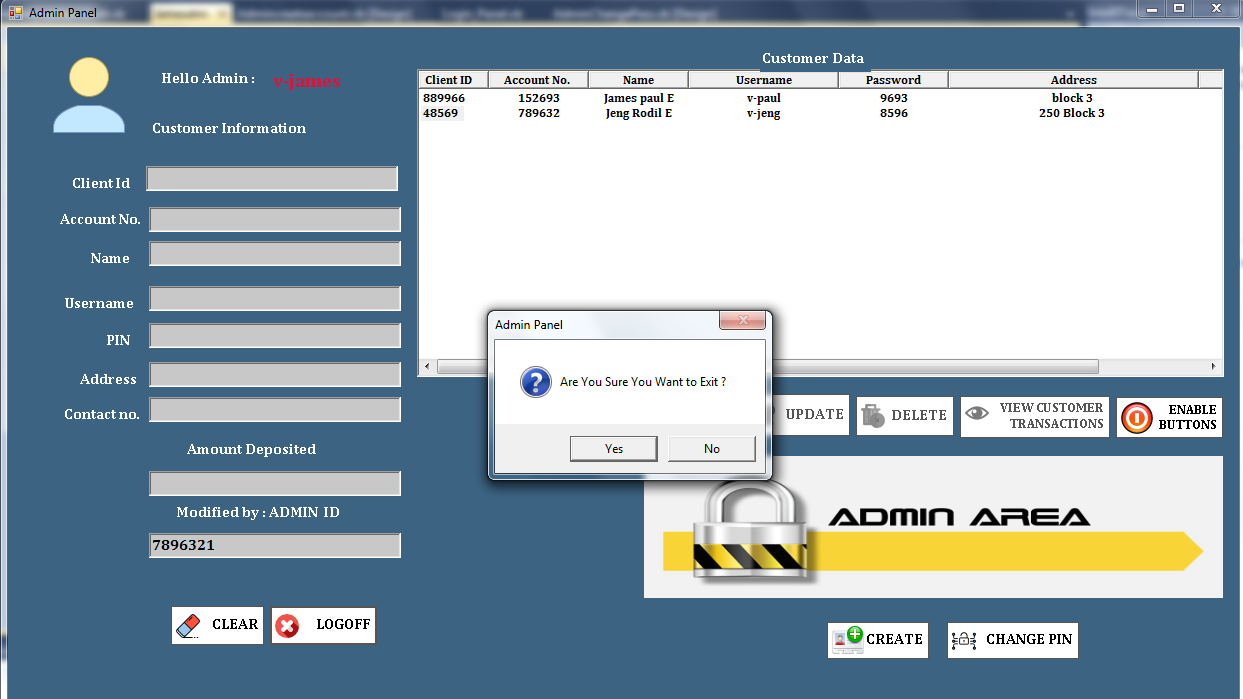 Admin Panel
Hello Admin :
v-james
Customer Information
Client Id
Account No.
Name
Username
PIN
Address
Contact no.
Amount Deposited
Modified by : ADMIN ID
7896321
CLEAR
LOGOFF
Customer Data
Client ID Account No. Name Username Password Address
889966 152693 James paul E v-paul 9693 block 3
48569 789632 Jeng Rodil E v-jeng 8596 250 Block 3
Admin Panel
Are You Sure You Want to Exit ?
Yes No
UPDATE
DELETE
VIEW CUSTOMER
TRANSACTIONS
ENABLE
BUTTONS
ADMIN AREA
CREATE
CHANGE PIN